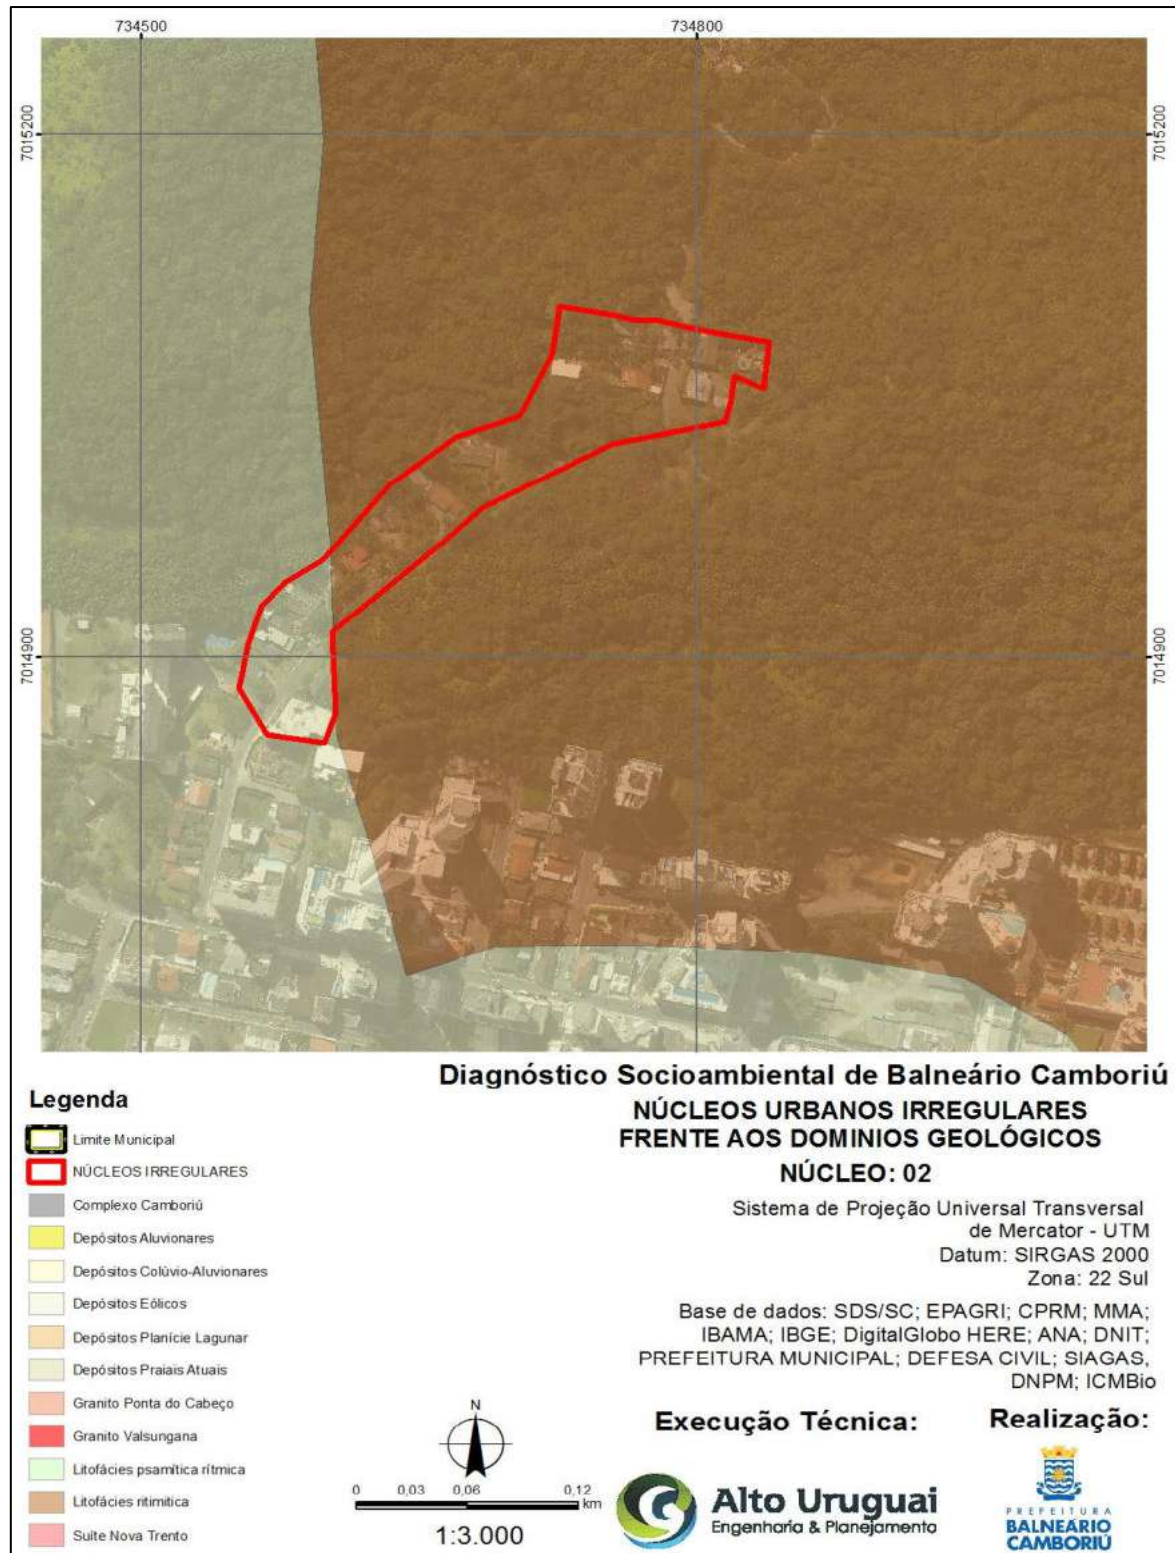 734500
734800
7015200
7015200
7014900
7014900
Diagnóstico Socioambiental de Balneário Camboriú
NÚCLEOS URBANOS IRREGULARES
FRENTE AOS DOMINIOS GEOLÓGICOS
NÚCLEO: 02
Sistema de Projeção Universal Transversal
de Mercator - UTM
Datum: SIRGAS 2000
Zona: 22 Sul
Base de dados: SDS/SC; EPAGRI; CPRM; MMA;
IBAMA; IBGE; DigitalGlobo HERE; ANA; DNIT;
PREFEITURA MUNICIPAL; DEFESA CIVIL; SIAGAS,
DNPM; ICMBio
Legenda
Limite Municipal
NÚCLEOS IRREGULARES
Complexo Camboriú
Depósitos Aluvionares
Depósitos Colúvio-Aluvionares
Depósitos Eólicos
Depósitos Planície Lagunar
Depósitos Praiais Atuais
Granito Ponta do Cabeço
Granito Valsungana
Litofácies psamítica rítmica
Litofácies ritimitica
Suíte Nova Trento
N
0 0,03 0,06 0,12
km
1:3.000
Execução Técnica:
Alto Uruguai
Engenharia & Planejamento
Realização:
PREFEITURA
BALNEÁRIO
CAMBORIÚ